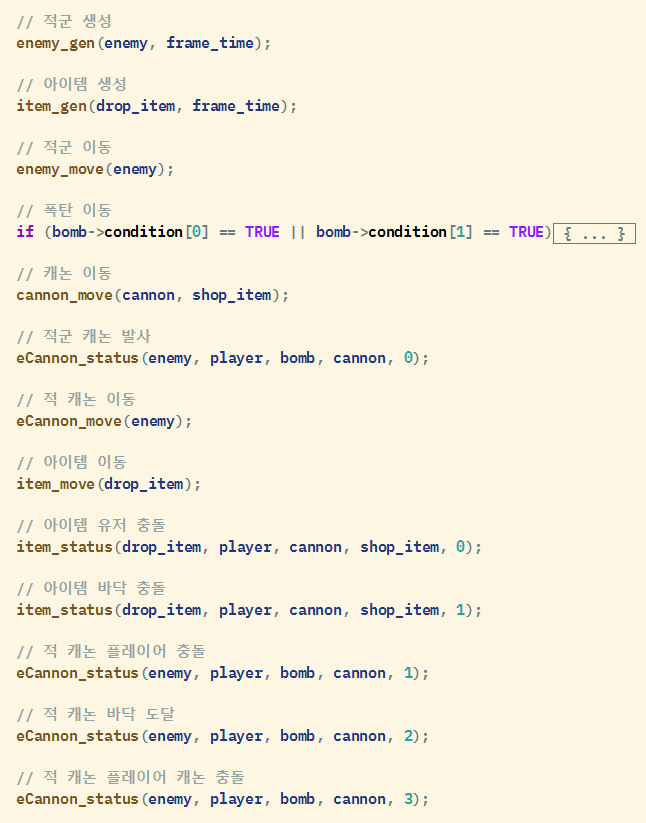 // 적군 생성
enemy_gen(enemy, frame_time);
// 아이템 생성
item_gen(drop_item, frame_time);
// 적군 이동
enemy_move(enemy);
// 폭탄 이동
if (bomb->condition[0] == TRUE || bomb->condition[1] == TRUE){ ... }
// 캐논 이동
cannon_move(cannon, shop_item);
// 적군 캐논 발사
eCannon_status(enemy, player, bomb, cannon, 0);
// 적 캐논 이동
eCannon_move(enemy);
// 아이템 이동
item_move(drop_item);
// 아이템 유저 충돌
item_status(drop_item, player, cannon, shop_item, 0);
// 아이템 바닥 충돌
item_status(drop_item, player, cannon, shop_item, 1);
// 적 캐논 플레이어 충돌
eCannon_status(enemy, player, bomb, cannon, 1);
// 적 캐논 바닥 도달
eCannon_status(enemy, player, bomb, cannon, 2);
// 적 캐논 플레이어 캐논 충돌
eCannon_status(enemy, player, bomb, cannon, 3);